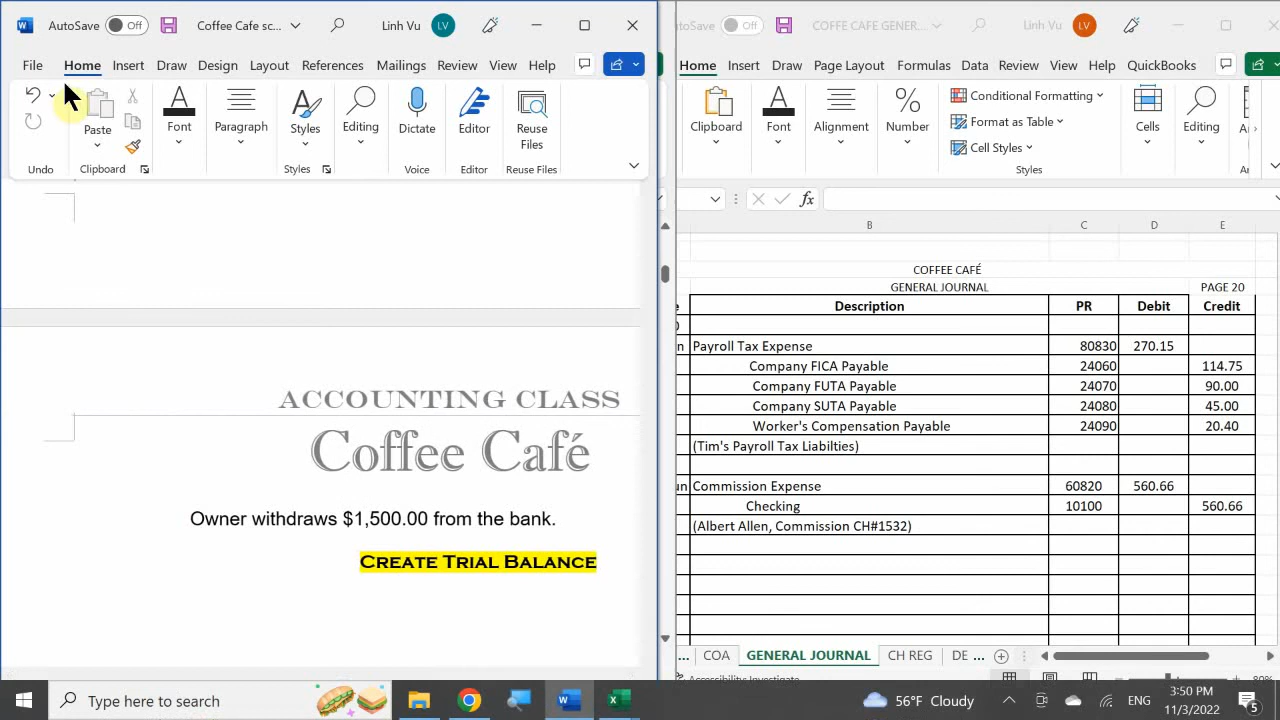 AutoSave Off Coffee Cafe sc... Linh Vu LV
File Home Insert Draw Design Layout References Mailings Review View Help
Paste Font Paragraph Styles Editing Dictate Editor Reuse Files
Undo Clipboard Styles Voice Editor Reuse Files
ACCOUNTING CLASS
Coffee Café
Owner withdraws $1,500.00 from the bank.
CREATE TRIAL BALANCE
Off COFFE CAFE GENER... Linh Vu LV
Home Insert Draw Page Layout Formulas Data Review View Help QuickBooks
Clipboard Font Alignment Number
Conditional Formatting
Format as Table
Cell Styles
Cells Editing
Styles
fx
B C D E
COFFEE CAFÉ
GENERAL JOURNAL PAGE 20
Description PR Debit Credit
Payroll Tax Expense 80830 270.15
Company FICA Payable 24060 114.75
Company FUTA Payable 24070 90.00
Company SUTA Payable 24080 45.00
Worker's Compensation Payable 24090 20.40
(Tim's Payroll Tax Liabilties)
Commission Expense 60820 560.66
Checking 10100 560.66
(Albert Allen, Commission CH#1532)
... COA GENERAL JOURNAL CH REG DE ...
Type here to search 56°F Cloudy ENG 3:50 PM
11/3/2022 5